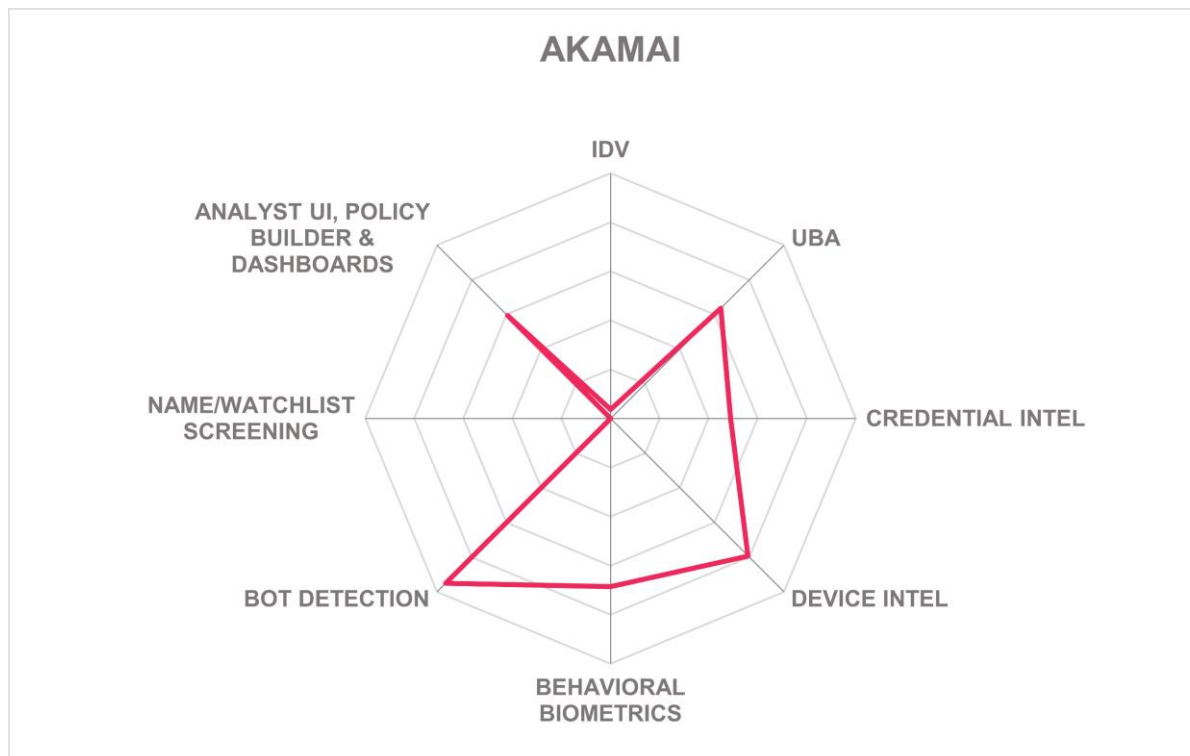 AKAMAI
IDV
ANALYST UI, POLICY
BUILDER &
DASHBOARDS
UBA
NAME/WATCHLIST
SCREENING
CREDENTIAL INTEL
BOT DETECTION
DEVICE INTEL
BEHAVIORAL
BIOMETRICS